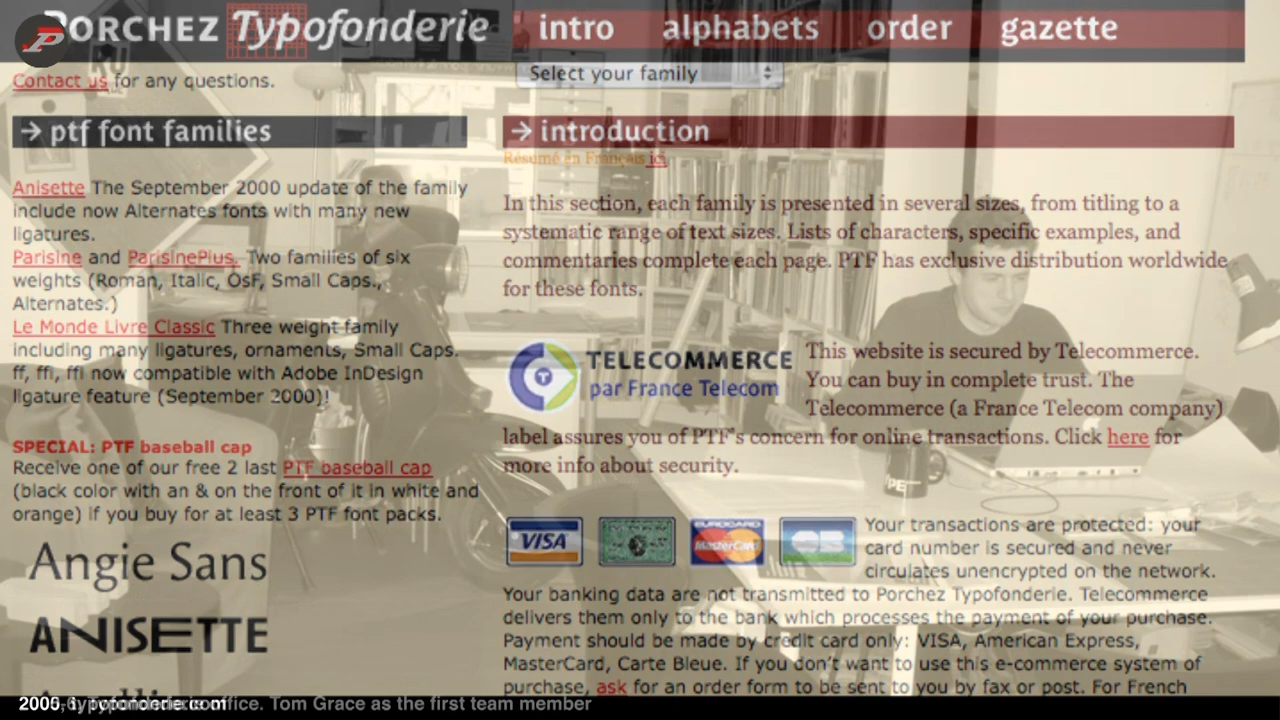 PORCHEZ Typofonderie
intro alphabets order gazette
Contact us for any questions.
Select your family
→ ptf font families
Anisette The September 2000 update of the family
include now Alternates fonts with many new
ligatures.
Parisine and ParisinePlus. Two families of six
weights (Roman, Italic, OsF, Small Caps.,
Alternates.)
Le Monde Livre Classic Three weight family
including many ligatures, ornaments, Small Caps.
ff, ffi, ffl now compatible with Adobe InDesign
ligature feature (September 2000)!
SPECIAL: PTF baseball cap
Receive one of our free 2 last PTF baseball cap
(black color with an & on the front of it in white and
orange) if you buy for at least 3 PTF font packs.
Angie Sans
ANISETTE
→ introduction
Résumé en Français ici
In this section, each family is presented in several sizes, from titling to a
systematic range of text sizes. Lists of characters, specific examples, and
commentaries complete each page. PTF has exclusive distribution worldwide
for these fonts.
TELECOMMERCE
par France Telecom
This website is secured by Telecommerce.
You can buy in complete trust. The
Telecommerce (a France Telecom company)
label assures you of PTF's concern for online transactions. Click here for
more info about security.
VISA
EUROCARD
MasterCard
CB
Your transactions are protected: your
card number is secured and never
circulates unencrypted on the network.
Your banking data are not transmitted to Porchez Typofonderie. Telecommerce
delivers them only to the bank which processes the payment of your purchase.
Payment should be made by credit card only: VISA, American Express,
MasterCard, Carte Bleue. If you don't want to use this e-commerce system of
purchase, ask for an order form to be sent to you by fax or post. For French
office. Tom Grace as the first team member